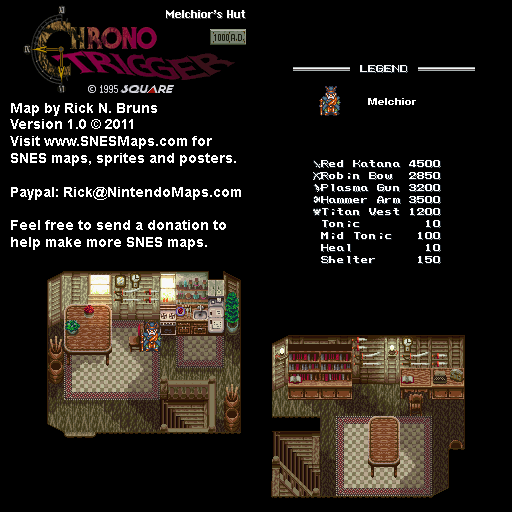 Melchior's Hut
CHRONO
TRIGGER
1000 A.D.
© 1995 SQUARE
Map by Rick N. Bruns
Version 1.0 © 2011
Visit www.SNESMaps.com for
SNES maps, sprites and posters.
Paypal: Rick@NintendoMaps.com
Feel free to send a donation to
help make more SNES maps.
LEGEND
Melchior
Red Katana 4500
Robin Bow 2850
Plasma Gun 3200
Hammer Arm 3500
Titan Vest 1200
Tonic 10
Mid Tonic 100
Heal 10
Shelter 150